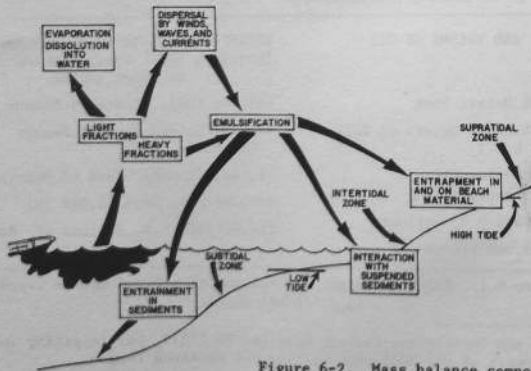 EVAPORATION
DISSOLUTION
INTO
WATER
DISPERSAL
BY WINDS,
WAVES, AND
CURRENTS
LIGHT
FRACTIONS
HEAVY
FRACTIONS
EMULSIFICATION
SUPRATIDAL
ZONE
ENTRAPMENT IN
AND ON BEACH
MATERIAL
INTERTIDAL
ZONE
HIGH TIDE
SUBTIDAL
ZONE
LOW
TIDE
INTERACTION
WITH
SUSPENDED
SEDIMENTS
ENTRAINMENT
IN
SEDIMENTS
Figure 6-2 Mass balance